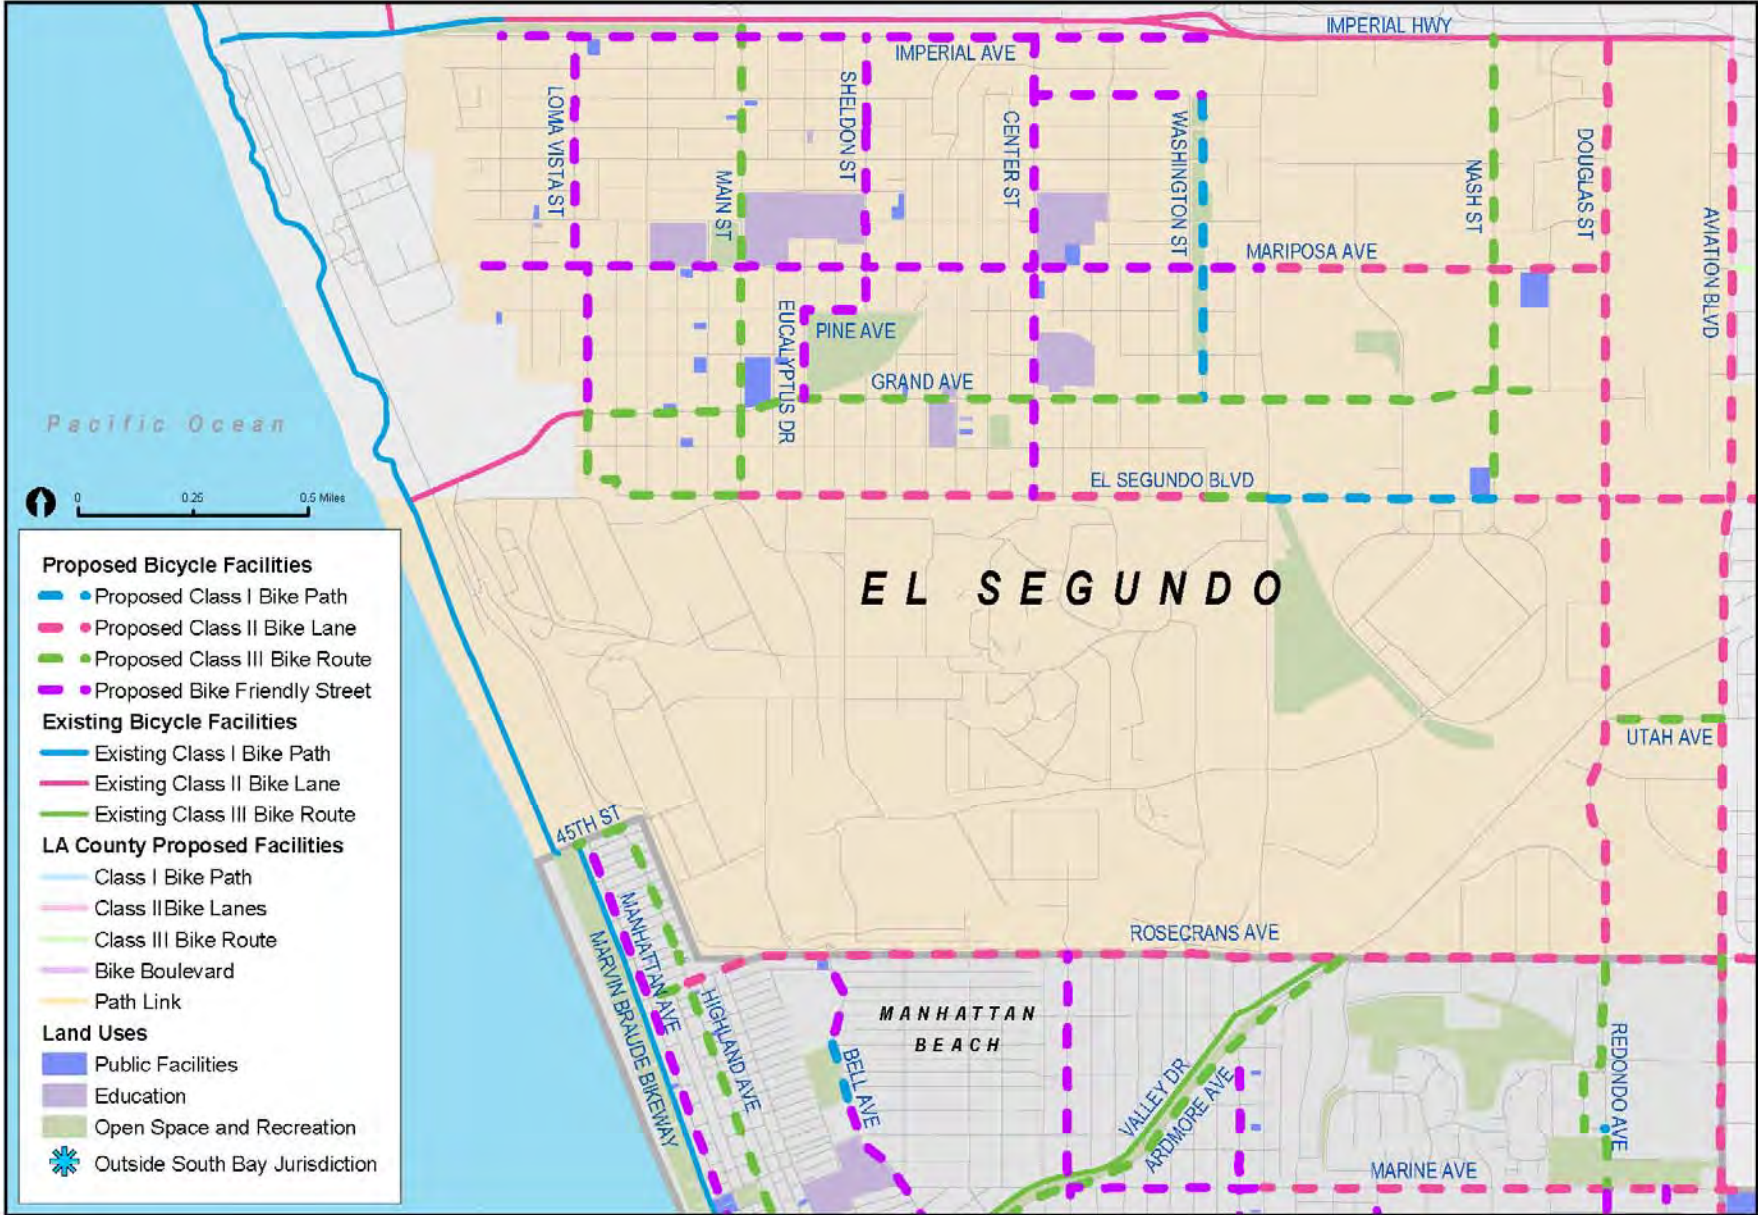 IMPERIAL HWY
IMPERIAL AVE
LOMA VISTA ST
MAIN ST
SHELDON ST
CENTER ST
WASHINGTON ST
NASH ST
DOUGLAS ST
AVIATION BLVD
MARIPOSA AVE
EUCALYPTUS DR
PINE AVE
GRAND AVE
Pacific Ocean
EL SEGUNDO BLVD
0 0.25 0.5 Miles
EL SEGUNDO
Proposed Bicycle Facilities
Proposed Class I Bike Path
Proposed Class II Bike Lane
Proposed Class III Bike Route
Proposed Bike Friendly Street
Existing Bicycle Facilities
Existing Class I Bike Path
Existing Class II Bike Lane
Existing Class III Bike Route
LA County Proposed Facilities
Class I Bike Path
Class II Bike Lanes
Class III Bike Route
Bike Boulevard
Path Link
Land Uses
Public Facilities
Education
Open Space and Recreation
Outside South Bay Jurisdiction
UTAH AVE
45TH ST
MANHATTAN AVE
MARVIN BRAUDE BIKEWAY
HIGHLAND AVE
ROSECRANS AVE
MANHATTAN
BEACH
BELL AVE
VALLEY DR
ARDMORE AVE
REDONDO AVE
MARINE AVE